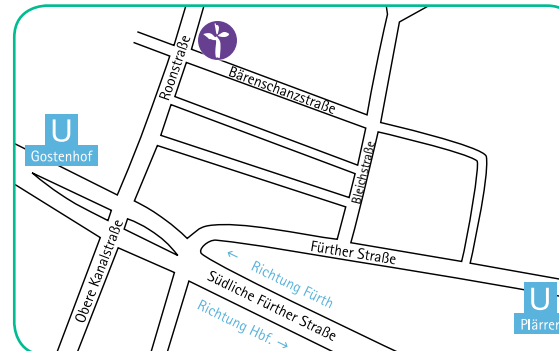 Roonstraße
Bärenschanzstraße
U
Gostenhof
Bleichstraße
Obere Kanalstraße
Fürther Straße
← Richtung Fürth
Südliche Fürther Straße
Richtung Hbf. →
U
Plärrer